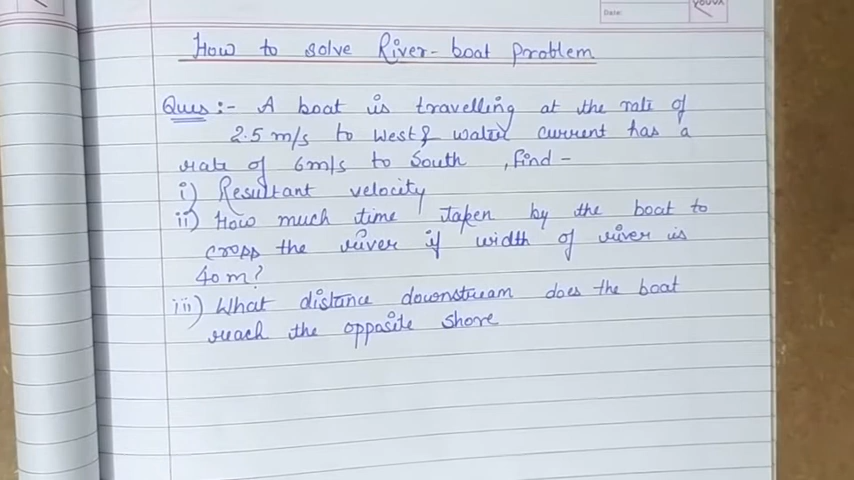 Date:
YOUVA
How to solve River-boat problem
Ques :- A boat is travelling at the rate of
2.5 m/s to west & water current has a
rate of 6m/s to South , find -
i) Resultant velocity
ii) How much time taken by the boat to
cross the river if width of river is
40 m?
iii) What distance downstream does the boat
reach the opposite shore